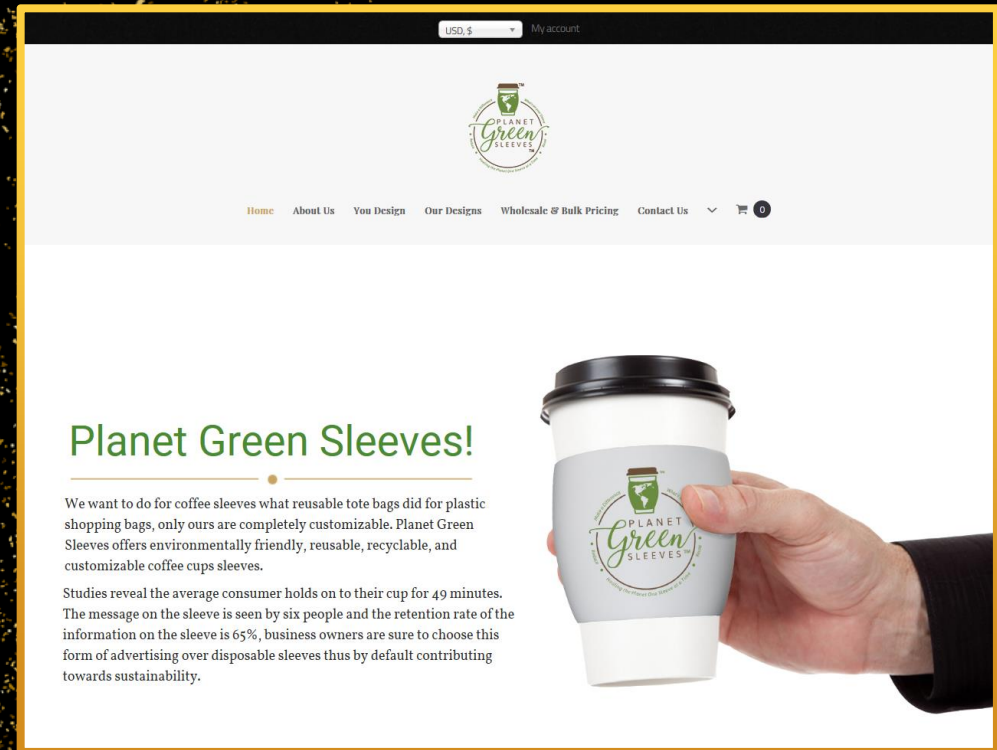 USD, $
My account
PLANET
Green
SLEEVES
TM
Home About Us You Design Our Designs Wholesale & Bulk Pricing Contact Us 0
Planet Green Sleeves!
We want to do for coffee sleeves what reusable tote bags did for plastic
shopping bags, only ours are completely customizable. Planet Green
Sleeves offers environmentally friendly, reusable, recyclable, and
customizable coffee cups sleeves.
Studies reveal the average consumer holds on to their cup for 49 minutes.
The message on the sleeve is seen by six people and the retention rate of the
information on the sleeve is 65%, business owners are sure to choose this
form of advertising over disposable sleeves thus by default contributing
towards sustainability.
PLANET
Green
SLEEVES